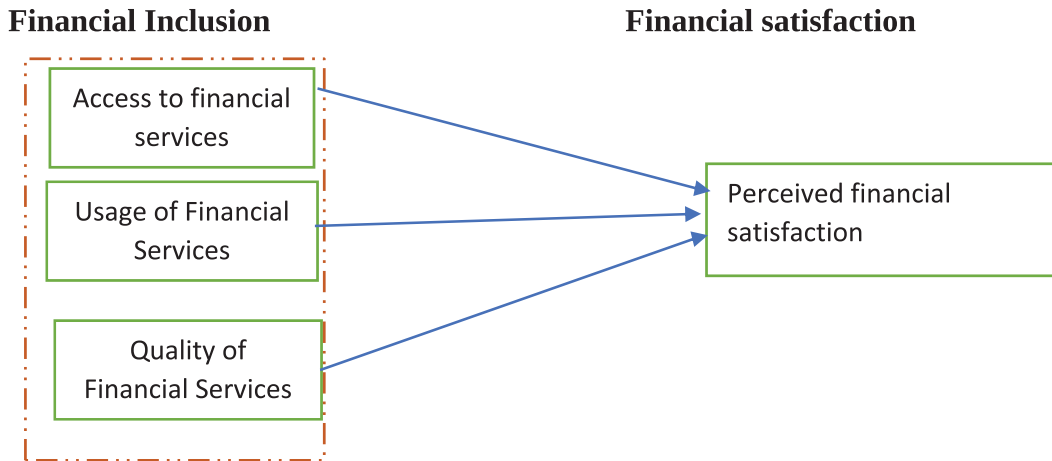 Financial Inclusion
Financial satisfaction
Access to financial
services
Usage of Financial
Services
Quality of
Financial Services
Perceived financial
satisfaction